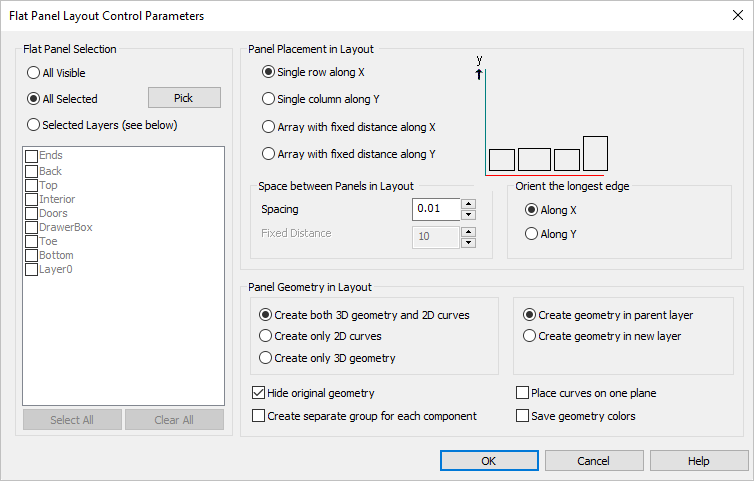 Flat Panel Layout Control Parameters
Flat Panel Selection
All Visible
All Selected
Pick
Selected Layers (see below)
Ends
Back
Top
Interior
Doors
DrawerBox
Toe
Bottom
Layer0
Select All
Clear All
Panel Placement in Layout
Single row along X
Single column along Y
Array with fixed distance along X
Array with fixed distance along Y
y
Space between Panels in Layout
Spacing
0.01
Fixed Distance
10
Orient the longest edge
Along X
Along Y
Panel Geometry in Layout
Create both 3D geometry and 2D curves
Create only 2D curves
Create only 3D geometry
Create geometry in parent layer
Create geometry in new layer
Hide original geometry
Place curves on one plane
Create separate group for each component
Save geometry colors
OK
Cancel
Help